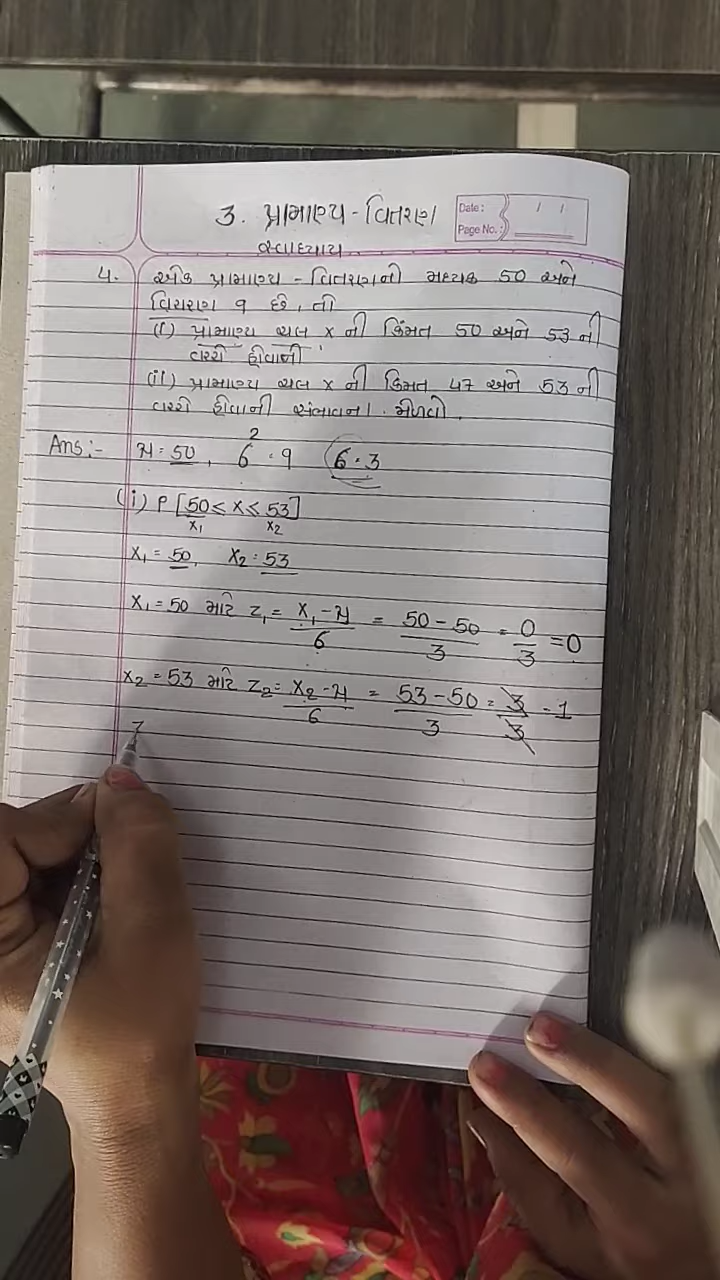 3. પ્રામાણ્ય - વિતરણ
Date : / /
Page No. :
સ્વાધ્યાય
4. એક પ્રામાણ્ય - વિતરણનો મધ્યક 50 અને
વિચરણ 9 છે, તો
(i) પ્રામાણ્ય ચલ x ની કિંમત 50 અને 53 ની
વચ્ચે હોવાની
(ii) પ્રામાણ્ય ચલ x ની કિંમત 47 અને 53 ની
વચ્ચે હોવાની સંભાવના મેળવો.
Ans :- μ = 50, σ² = 9 σ = 3
(i) P [50 ≤ x ≤ 53]
x₁ x₂
x₁ = 50, x₂ = 53
x₁ = 50 માટે z₁ = x₁ - μ / σ = 50 - 50 / 3 = 0 / 3 = 0
x₂ = 53 માટે z₂ = x₂ - μ / σ = 53 - 50 / 3 = 3 / 3 = 1